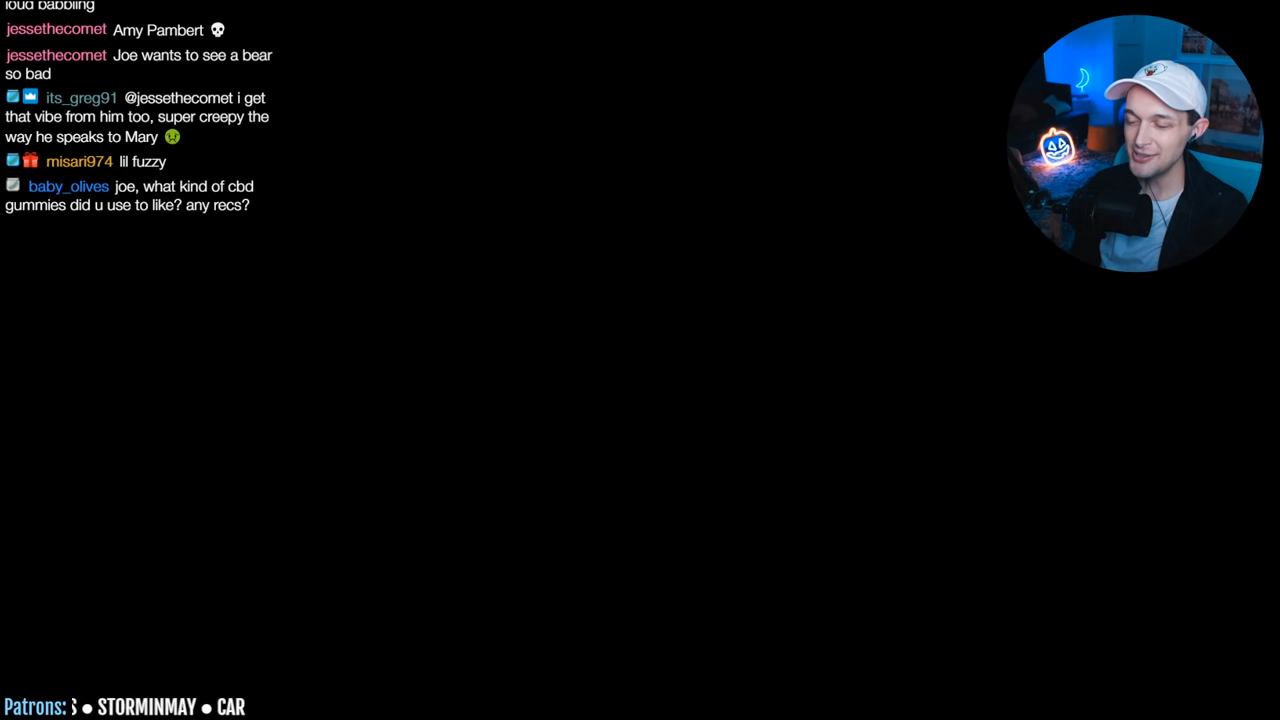 loud babbling
jessethecomet Amy Pambert
jessethecomet Joe wants to see a bear
so bad
its_greg91 @jessethecomet i get
that vibe from him too, super creepy the
way he speaks to Mary
misari974 lil fuzzy
baby_olives joe, what kind of cbd
gummies did u use to like? any recs?
Patrons: S ● STORMINMAY ● CAR